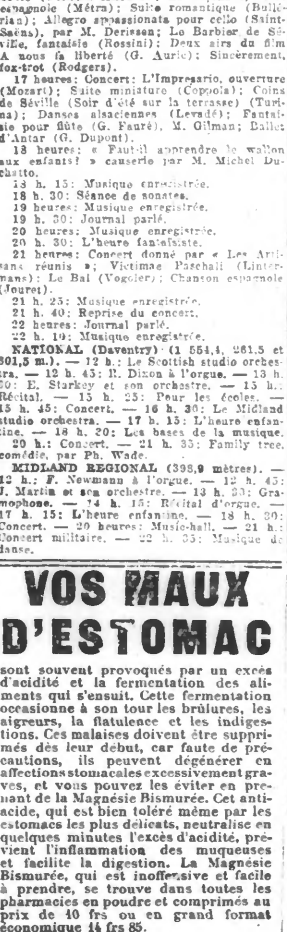 espagnole (Métra); Suite romantique (Bullé-
rian); Allegro appassionata pour cello (Saint-
Saëns), par M. Derissen; Le Barbier de Sé-
ville, fantaisie (Rossini); Deux airs du film
A nous la liberté (G. Auric); Sincèrement,
fox-trot (Rodgers).
17 heures: Concert: L'Impresario, ouverture
(Mozart); Suite miniature (Coppola); Coins
de Séville (Soir d'été sur la terrasse) (Turi-
na); Danses alsaciennes (Levadé); Fantai-
sie pour flûte (G. Fauré), M. Gilman; Ballet
d'Antar (G. Dupont).
18 heures: « Faut-il apprendre le wallon
aux enfants? » causerie par M. Michel Du-
chatto.
18 h. 15: Musique enregistrée.
18 h. 30: Séance de sonates.
19 heures: Musique enregistrée.
19 h. 30: Journal parlé.
20 heures: Musique enregistrée.
20 h. 30: L'heure fantaisiste.
21 heures: Concert donné par « Les Arti-
sans réunis »; Victimae Paschali (Linter-
mans); Le Bal (Vogeler); Chanson espagnole
(Jouret).
21 h. 25: Musique enregistrée.
21 h. 40: Reprise du concert.
22 heures: Journal parlé.
22 h. 10: Musique enregistrée.
NATIONAL (Daventry) (1 554,4, 261,5 et
301,5 m.). — 12 h.: Le Scottish studio orches-
tra. — 12 h. 45: R. Dixon à l'orgue. — 13 h.
30: E. Starkey et son orchestre. — 15 h.:
Récital. — 15 h. 25: Pour les écoles. —
15 h. 45: Concert. — 16 h. 30: Le Midland
studio orchestra. — 17 h. 15: L'heure enfan-
tine. — 18 h. 30: Les bases de la musique.
20 h.: Concert. — 21 h. 35: Family tree,
comédie, par Ph. Wade.
MIDLAND REGIONAL (398,9 mètres). —
12 h.: F. Newmann à l'orgue. — 12 h. 45:
J. Martin et son orchestre. — 13 h. 30: Gra-
mophone. — 14 h. 15: Récital d'orgue. —
17 h. 15: L'heure enfantine. — 18 h. 30:
Concert. — 20 heures: Music-hall. — 21 h.:
Concert militaire. — 22 h. 35: Musique de
danse.
VOS MAUX
D'ESTOMAC
sont souvent provoqués par un excès
d'acidité et la fermentation des ali-
ments qui s'ensuit. Cette fermentation
occasionne à son tour les brûlures, les
aigreurs, la flatulence et les indiges-
tions. Ces malaises doivent être suppri-
més dès leur début, car faute de pré-
cautions, ils peuvent dégénérer en
affections stomacales excessivement gra-
ves, et vous pouvez les éviter en pre-
nant de la Magnésie Bismurée. Cet anti-
acide, qui est bien toléré même par les
estomacs les plus délicats, neutralise en
quelques minutes l'excès d'acidité, pré-
vient l'inflammation des muqueuses
et facilite la digestion. La Magnésie
Bismurée, qui est inoffensive et facile
à prendre, se trouve dans toutes les
pharmacies en poudre et comprimés au
prix de 10 frs ou en grand format
économique 14 frs 85.